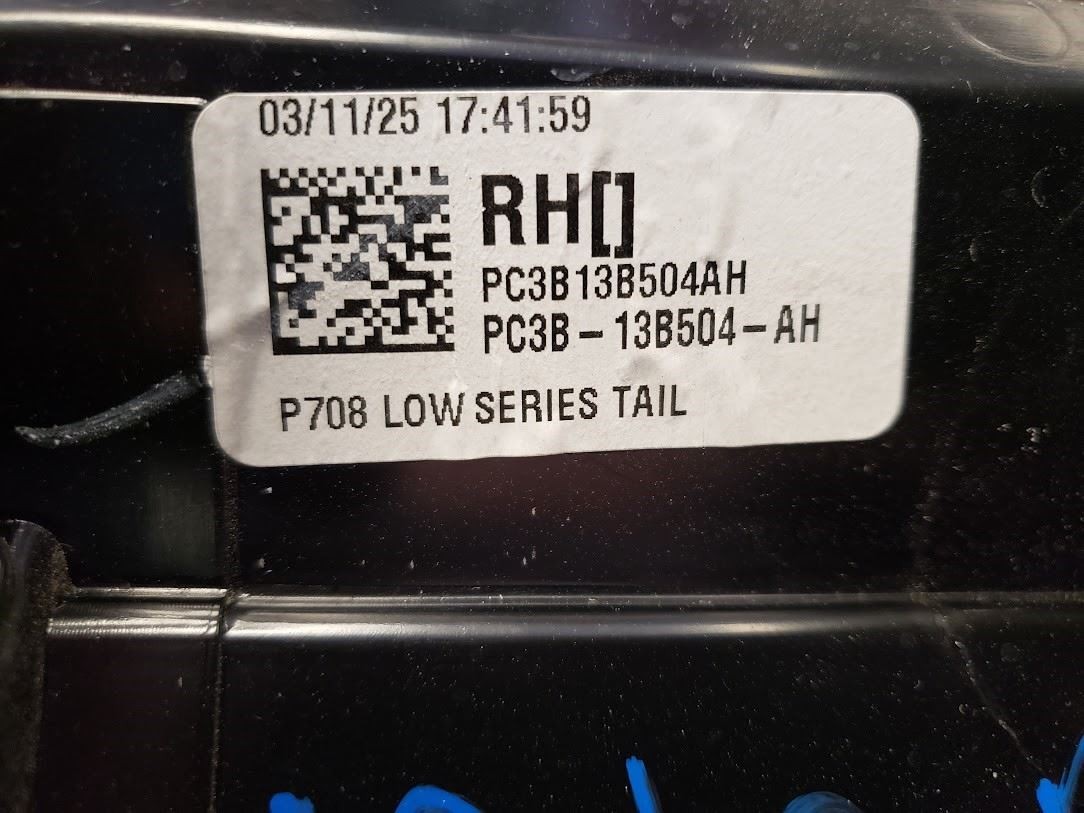 03/11/25 17:41:59
RH[]
PC3B13B504AH
PC3B-13B504-AH
P708 LOW SERIES TAIL